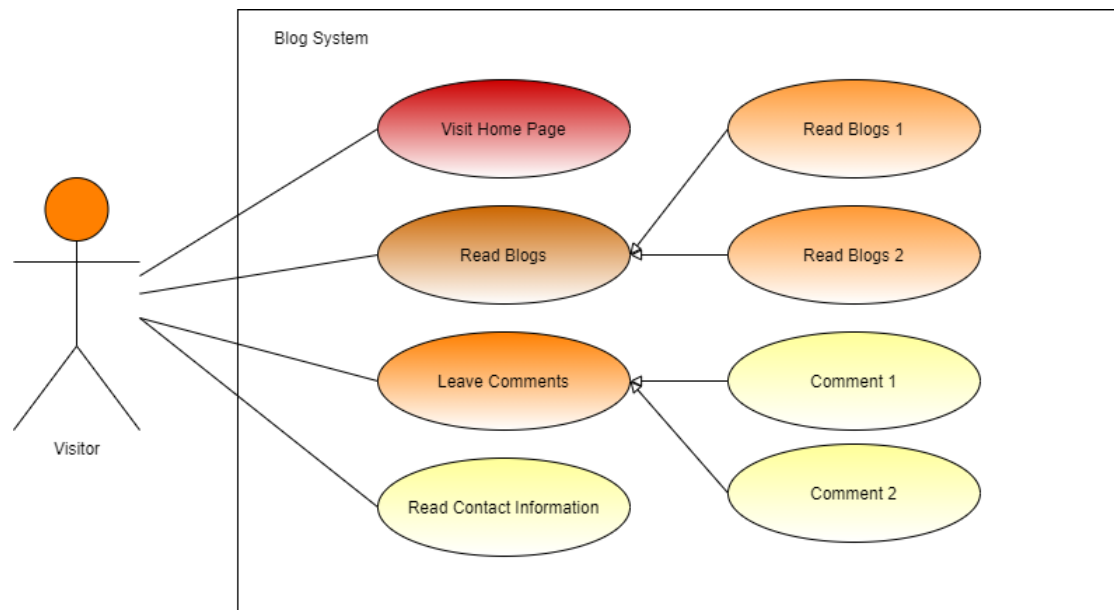 Blog System
Visit Home Page
Read Blogs 1
Read Blogs
Read Blogs 2
Leave Comments
Comment 1
Visitor
Read Contact Information
Comment 2